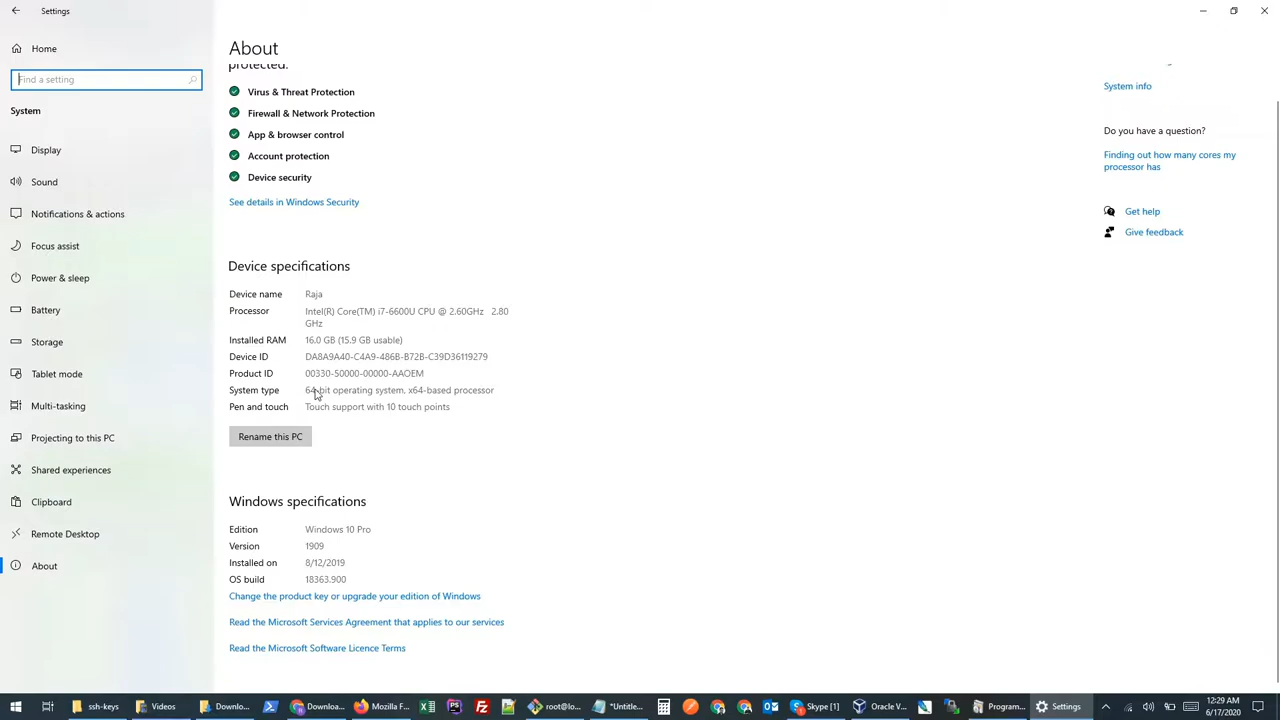 Settings
Home
Find a setting
System
Display
Sound
Notifications & actions
Focus assist
Power & sleep
Battery
Storage
Tablet mode
Multi-tasking
Projecting to this PC
Shared experiences
Clipboard
Remote Desktop
About
About
protected.
Virus & Threat Protection
Firewall & Network Protection
App & browser control
Account protection
Device security
See details in Windows Security
Device specifications
Device name Raja
Processor Intel(R) Core(TM) i7-6600U CPU @ 2.60GHz 2.80
GHz
Installed RAM 16.0 GB (15.9 GB usable)
Device ID DA8A9A40-C4A9-486B-B72B-C39D36119279
Product ID 00330-50000-00000-AAOEM
System type 64-bit operating system, x64-based processor
Pen and touch Touch support with 10 touch points
Rename this PC
Windows specifications
Edition Windows 10 Pro
Version 1909
Installed on 8/12/2019
OS build 18363.900
Change the product key or upgrade your edition of Windows
Read the Microsoft Services Agreement that applies to our services
Read the Microsoft Software Licence Terms
System info
Do you have a question?
Finding out how many cores my
processor has
Get help
Give feedback
ssh-keys Videos Downlo... Downloa... Mozilla F... root@lo... *Untitle... Skype [1] Oracle V... Program... Settings 12:29 AM
6/17/2020